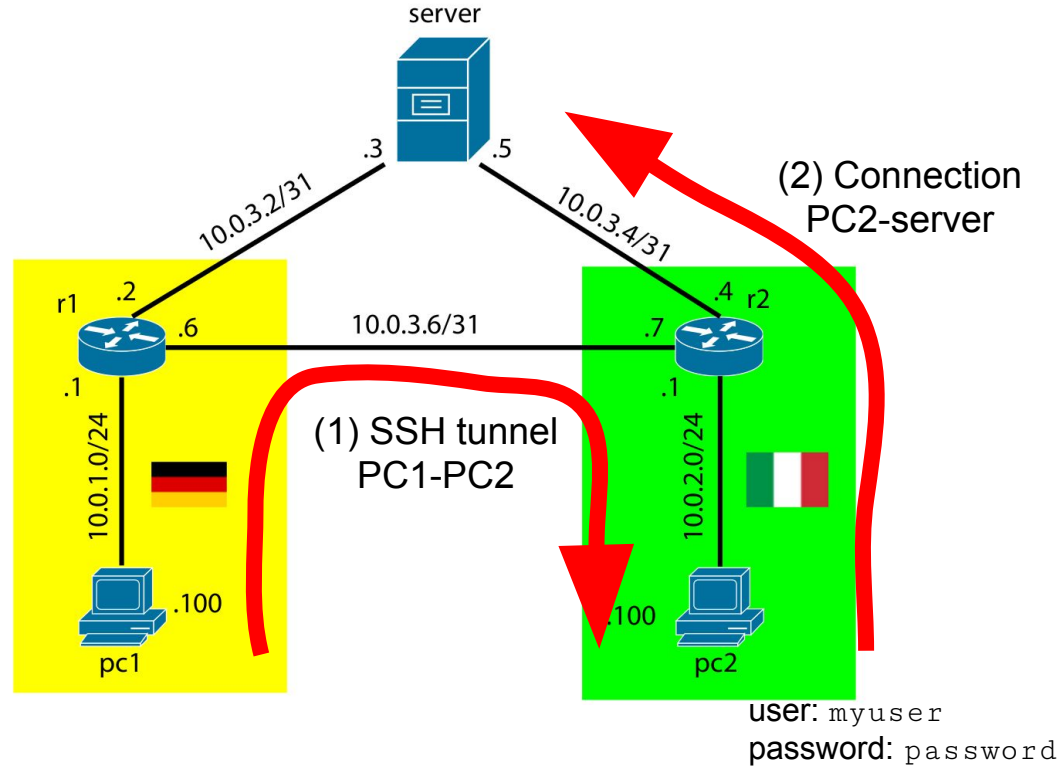 server
.3
.5
(2) Connection
PC2-server
10.0.3.2/31
10.0.3.4/31
r1
.2
.4
r2
.6
10.0.3.6/31
.7
.1
.1
(1) SSH tunnel
PC1-PC2
10.0.1.0/24
10.0.2.0/24
.100
.100
pc1
pc2
user: myuser
password: password